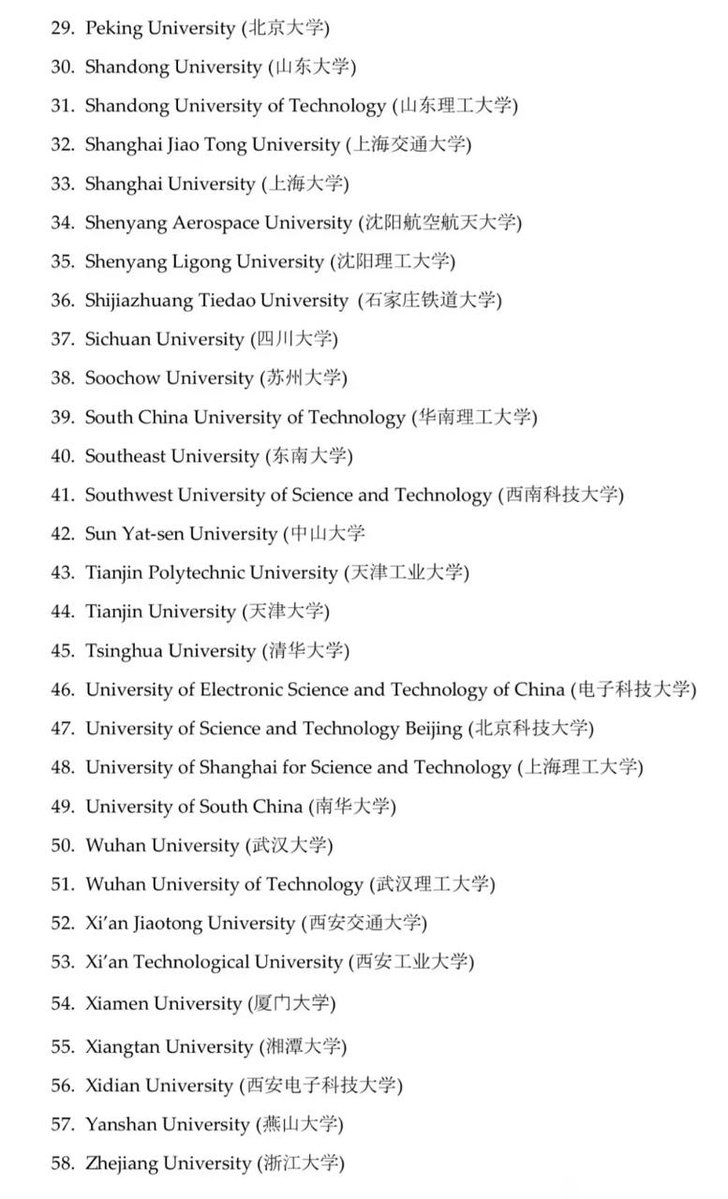 29. Peking University (北京大学)
30. Shandong University (山东大学)
31. Shandong University of Technology (山东理工大学)
32. Shanghai Jiao Tong University (上海交通大学)
33. Shanghai University (上海大学)
34. Shenyang Aerospace University (沈阳航空航天大学)
35. Shenyang Ligong University (沈阳理工大学)
36. Shijiazhuang Tiedao University (石家庄铁道大学)
37. Sichuan University (四川大学)
38. Soochow University (苏州大学)
39. South China University of Technology (华南理工大学)
40. Southeast University (东南大学)
41. Southwest University of Science and Technology (西南科技大学)
42. Sun Yat-sen University (中山大学
43. Tianjin Polytechnic University (天津工业大学)
44. Tianjin University (天津大学)
45. Tsinghua University (清华大学)
46. University of Electronic Science and Technology of China (电子科技大学)
47. University of Science and Technology Beijing (北京科技大学)
48. University of Shanghai for Science and Technology (上海理工大学)
49. University of South China (南华大学)
50. Wuhan University (武汉大学)
51. Wuhan University of Technology (武汉理工大学)
52. Xi’an Jiaotong University (西安交通大学)
53. Xi’an Technological University (西安工业大学)
54. Xiamen University (厦门大学)
55. Xiangtan University (湘潭大学)
56. Xidian University (西安电子科技大学)
57. Yanshan University (燕山大学)
58. Zhejiang University (浙江大学)